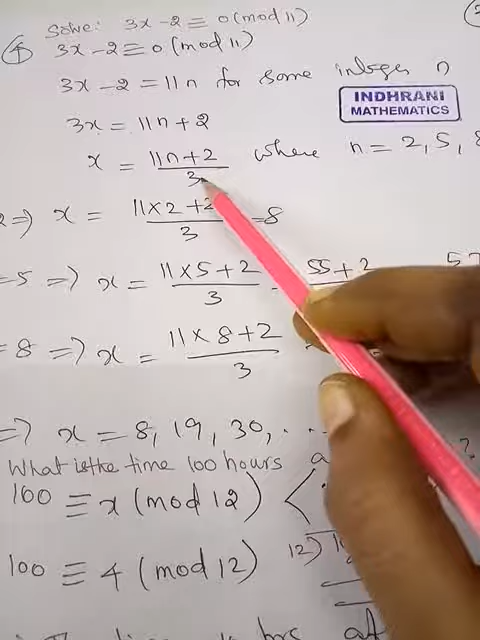 Solve: 3x-2≡0(mod 11)
4 3x-2≡0(mod 11)
3x-2=11n for some integer n
INDHRANI
MATHEMATICS
3x=11n+2
x = 11n+2/3 where n=2,5,8
=> x = 11×2+2/3 =8
=5 => x = 11×5+2/3 = 55+2 57
=8 => x = 11×8+2/3
=> x = 8, 19, 30, ...
What is the time 100 hours a ?
100 ≡ x (mod 12)
100 ≡ 4 (mod 12) 12)